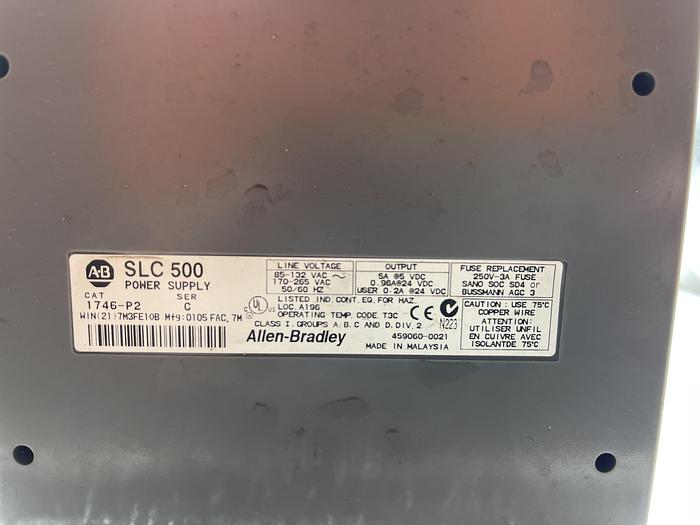 A·B SLC 500
POWER SUPPLY
CAT SER
1746-P2 C
WIN(21)7M3FE10B Mfg:0105 FAC, 7M
LINE VOLTAGE
85-132 VAC ~
170-265 VAC
50/60 HZ
OUTPUT
5A @5 VDC
0.96A@24 VDC
USER 0.2A @24 VDC
FUSE REPLACEMENT
250V-3A FUSE
SANO SOC SD4 or
BUSSMANN AGC 3
UL LISTED IND. CONT. EQ. FOR HAZ.
LOC. A196
OPERATING TEMP. CODE T3C
CLASS I, GROUPS A, B, C AND D, DIV. 2
CE
N223
CAUTION: USE 75°C
COPPER WIRE
ATTENTION:
UTILISER UNFIL
EN CUIVRE AVEC
ISOLANTDE 75°C
Allen-Bradley
459060-0021
MADE IN MALAYSIA